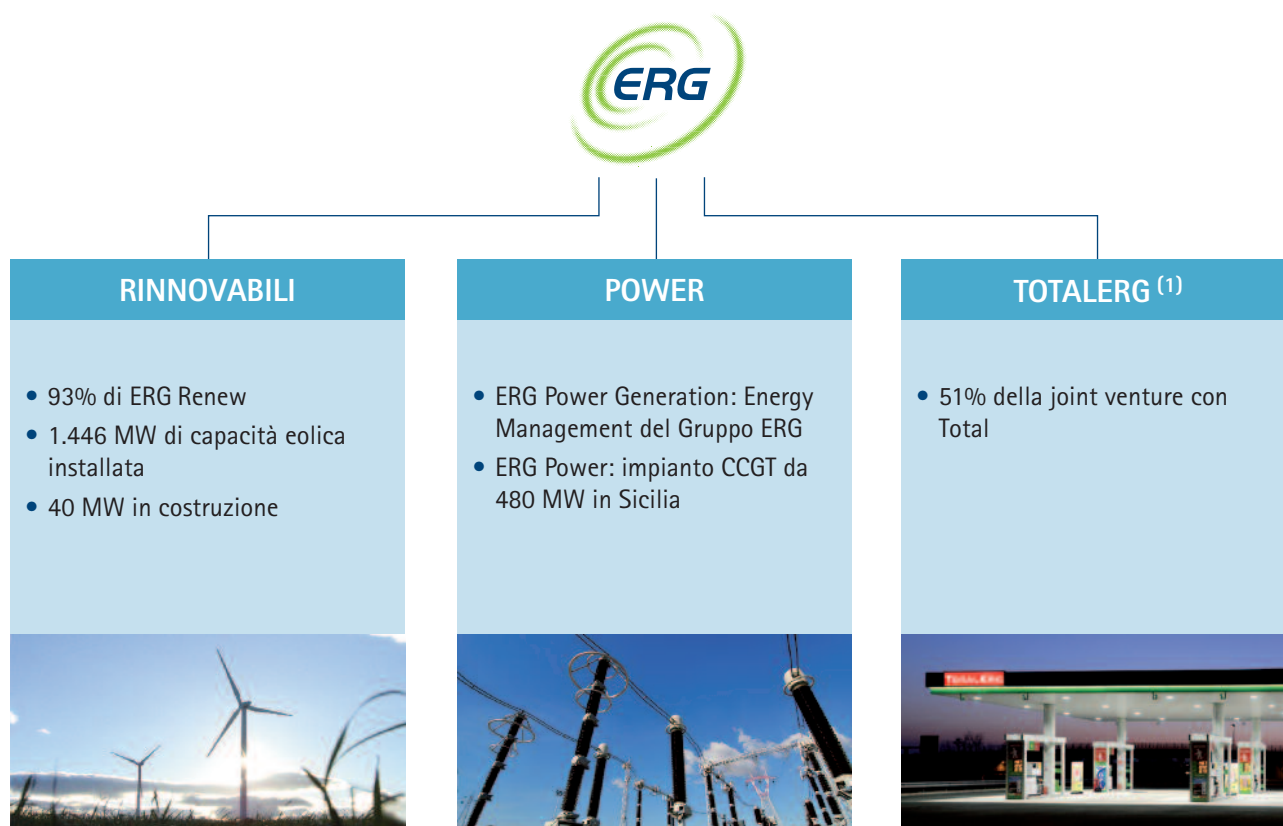 ERG
RINNOVABILI
• 93% di ERG Renew
• 1.446 MW di capacità eolica
installata
• 40 MW in costruzione
POWER
• ERG Power Generation: Energy
Management del Gruppo ERG
• ERG Power: impianto CCGT da
480 MW in Sicilia
TOTALERG (1)
• 51% della joint venture con
Total
TOTALERG